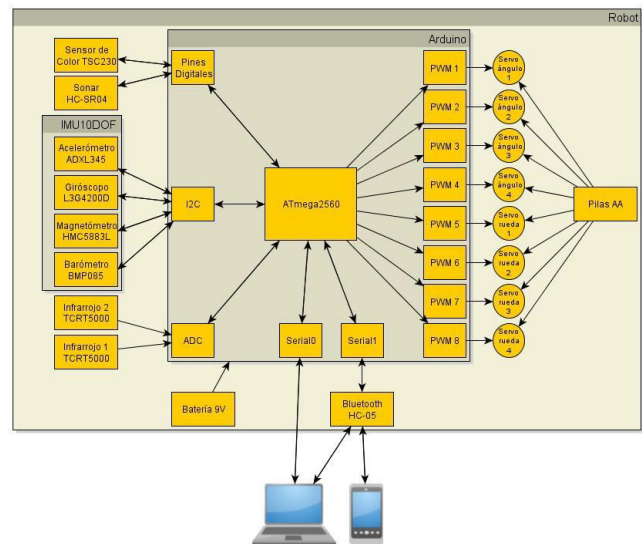 Robot
Arduino
Sensor de
Color TSC230
Sonar
HC-SR04
Pines
Digitales
IMU10DOF
Acelerómetro
ADXL345
Giróscopo
L3G4200D
Magnetómetro
HMC5883L
Barómetro
BMP085
I2C
ATmega2560
Infrarrojo 2
TCRT5000
Infrarrojo 1
TCRT5000
ADC
Serial0
Serial1
PWM 1
PWM 2
PWM 3
PWM 4
PWM 5
PWM 6
PWM 7
PWM 8
Servo
ángulo
1
Servo
ángulo
2
Servo
ángulo
3
Servo
ángulo
4
Servo
rueda
1
Servo
rueda
2
Servo
rueda
3
Servo
rueda
4
Pilas AA
Batería 9V
Bluetooth
HC-05